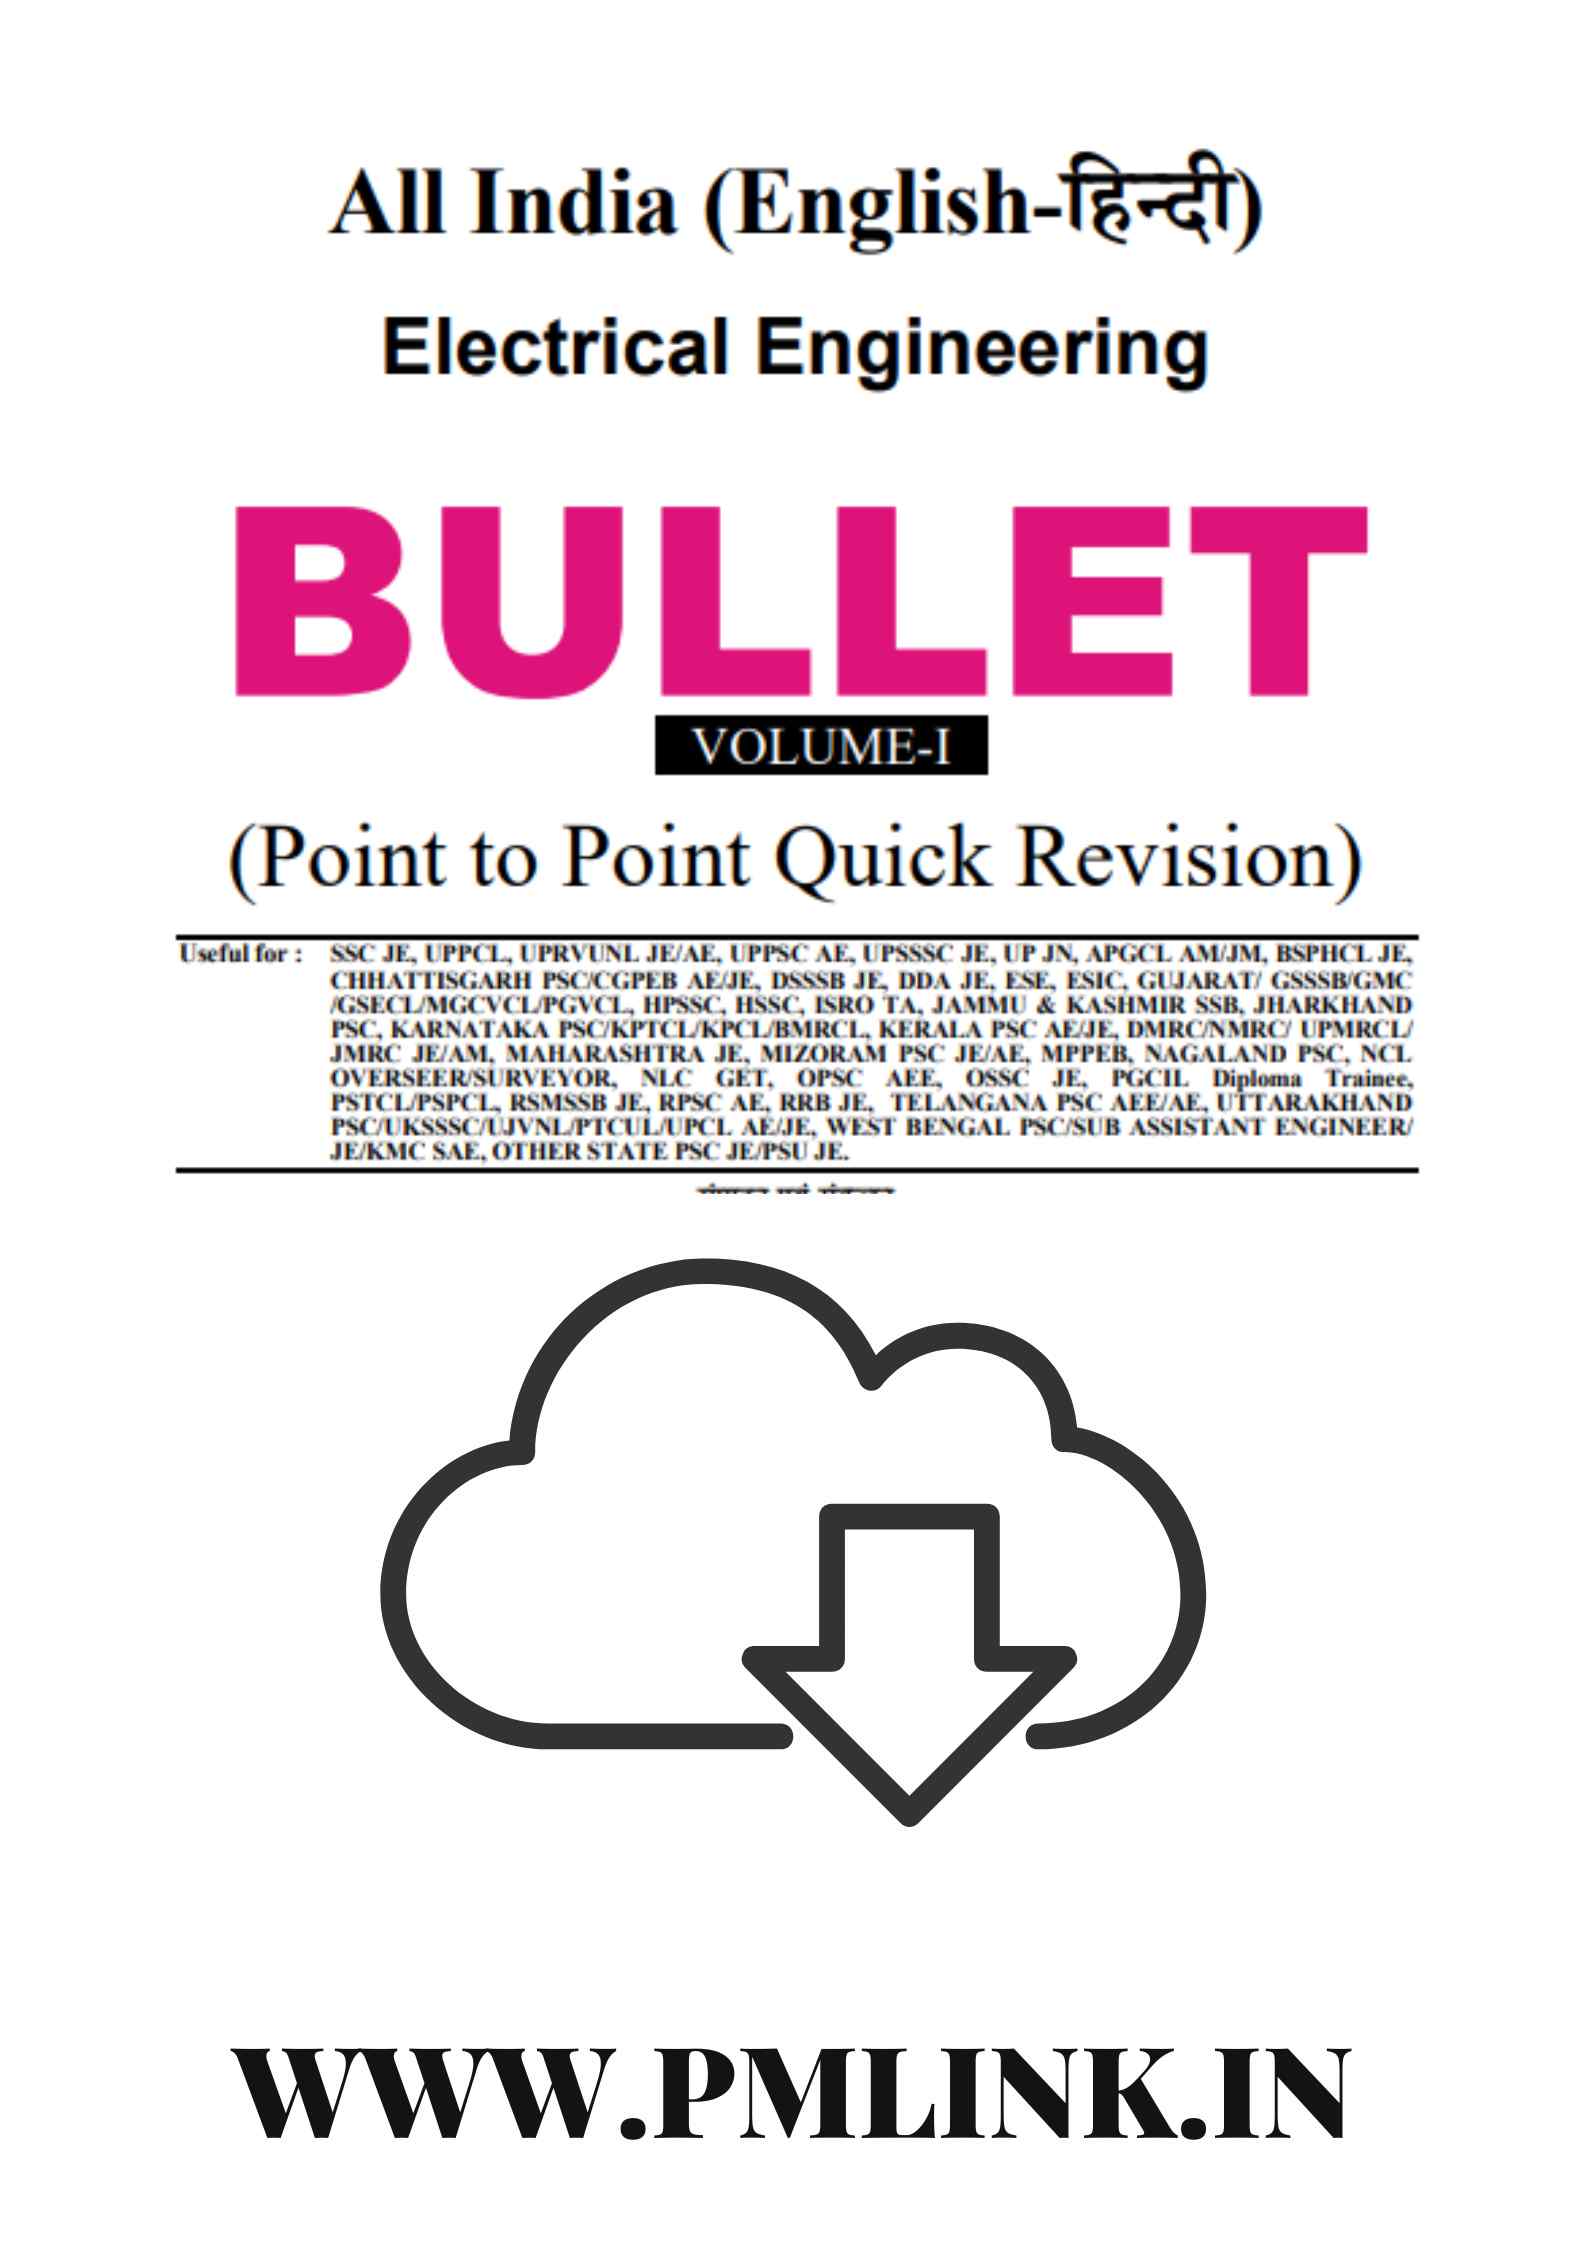 All India (English-हिन्दी)
Electrical Engineering
BULLET
VOLUME-I
(Point to Point Quick Revision)
Useful for : SSC JE, UPPCL, UPRVUNL JE/AE, UPPSC AE, UPSSSC JE, UP JN, APGCL AM/JM, BSPHCL JE,
CHHATTISGARH PSC/CGPEB AE/JE, DSSSB JE, DDA JE, ESE, ESIC, GUJARAT/ GSSSB/GMC
/GSECL/MGCVCL/PGVCL, HPSSC, HSSC, ISRO TA, JAMMU & KASHMIR SSB, JHARKHAND
PSC, KARNATAKA PSC/KPTCL/KPCL/BMRCL, KERALA PSC AE/JE, DMRC/NMRC/ UPMRCL/
JMRC JE/AM, MAHARASHTRA JE, MIZORAM PSC JE/AE, MPPEB, NAGALAND PSC, NCL
OVERSEER/SURVEYOR, NLC GET, OPSC AEE, OSSC JE, PGCIL Diploma Trainee,
PSTCL/PSPCL, RSMSSB JE, RPSC AE, RRB JE, TELANGANA PSC AEE/AE, UTTARAKHAND
PSC/UKSSSC/UJVNL/PTCUL/UPCL AE/JE, WEST BENGAL PSC/SUB ASSISTANT ENGINEER/
JE/KMC SAE, OTHER STATE PSC JE/PSU JE.
WWW.PMLINK.IN